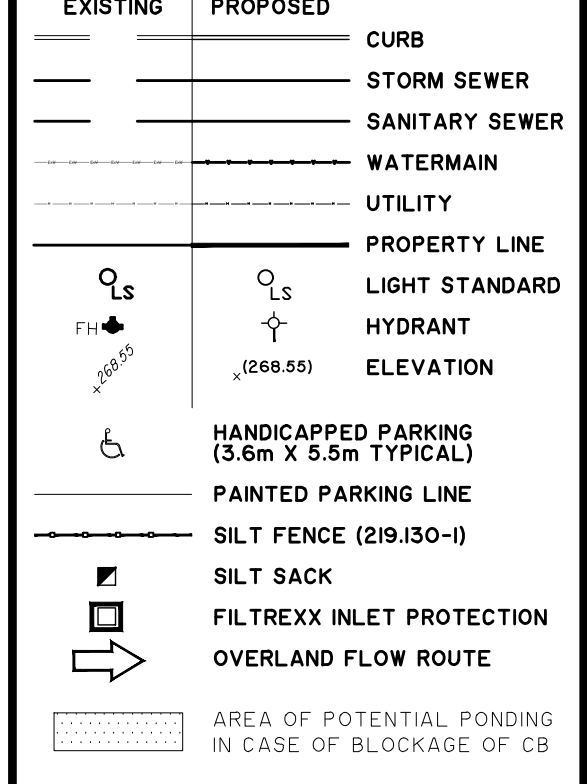 EXISTING PROPOSED
CURB
STORM SEWER
SANITARY SEWER
WATERMAIN
UTILITY
PROPERTY LINE
LS LS LIGHT STANDARD
FH HYDRANT
268.55 (268.55) ELEVATION
HANDICAPPED PARKING
(3.6m X 5.5m TYPICAL)
PAINTED PARKING LINE
SILT FENCE (219.130-1)
SILT SACK
FILTREXX INLET PROTECTION
OVERLAND FLOW ROUTE
AREA OF POTENTIAL PONDING
IN CASE OF BLOCKAGE OF CB